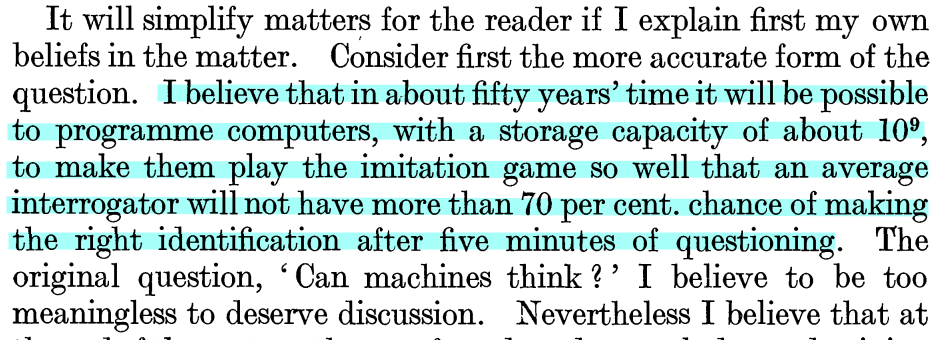 It will simplify matters for the reader if I explain first my own
beliefs in the matter. Consider first the more accurate form of the
question. I believe that in about fifty years’ time it will be possible
to programme computers, with a storage capacity of about 10⁹,
to make them play the imitation game so well that an average
interrogator will not have more than 70 per cent. chance of making
the right identification after five minutes of questioning. The
original question, ‘Can machines think?’ I believe to be too
meaningless to deserve discussion. Nevertheless I believe that at